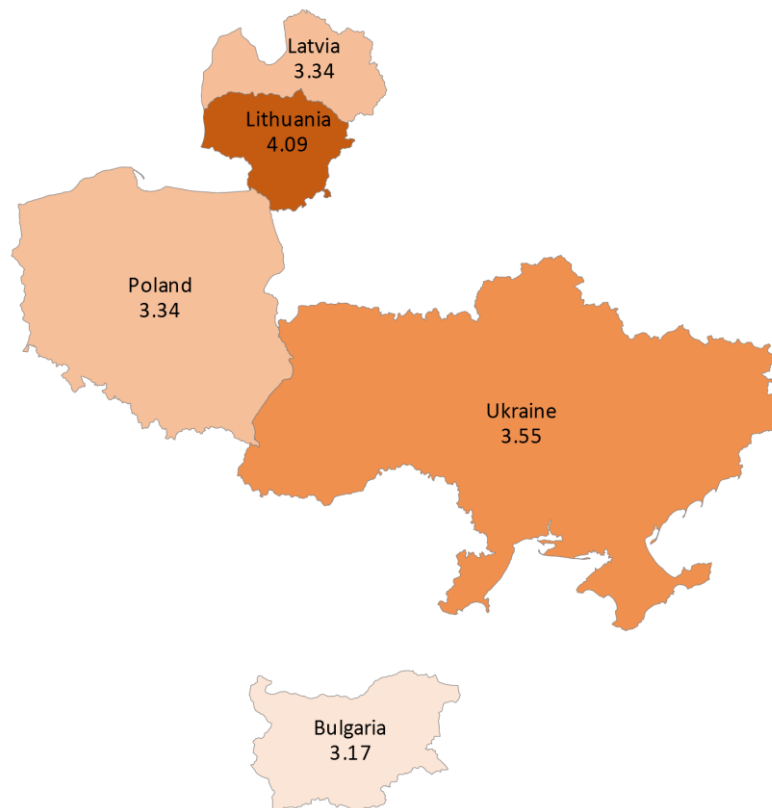 Latvia
3.34
Lithuania
4.09
Poland
3.34
Ukraine
3.55
Bulgaria
3.17